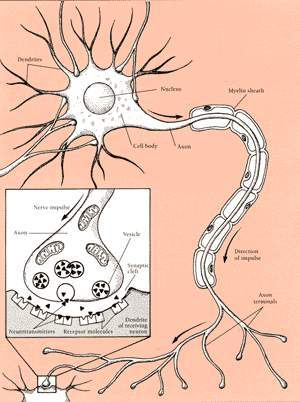 Dendrites
Nucleus
Myelin sheath
Cell body
Axon
Nerve impulse
Axon
Vesicle
Synaptic
cleft
Direction
of impulse
Axon
terminals
Neurotransmitters
Receptor molecules
Dendrite
of receiving
neuron